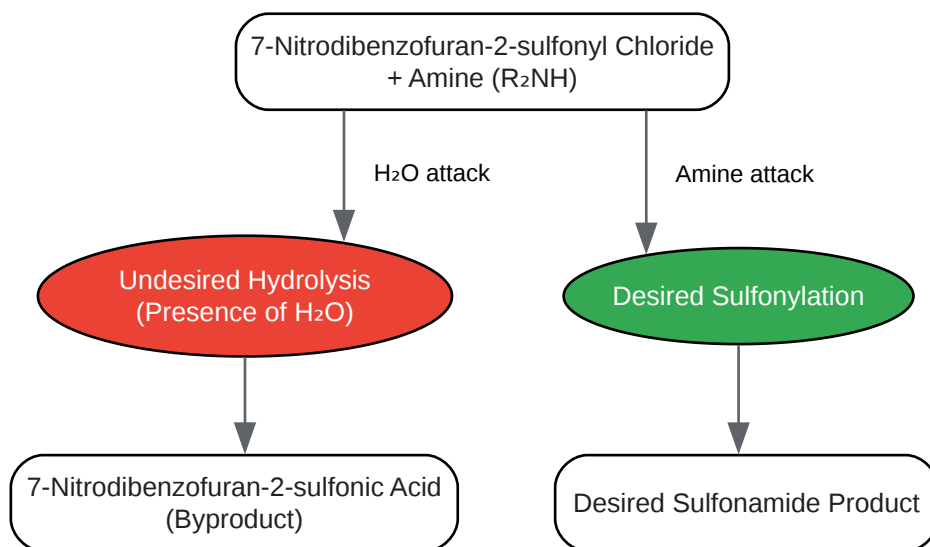 7-Nitrodibenzofuran-2-sulfonyl Chloride
+ Amine (R₂NH)
H₂O attack
Amine attack
Undesired Hydrolysis
(Presence of H₂O)
Desired Sulfonylation
7-Nitrodibenzofuran-2-sulfonic Acid
(Byproduct)
Desired Sulfonamide Product